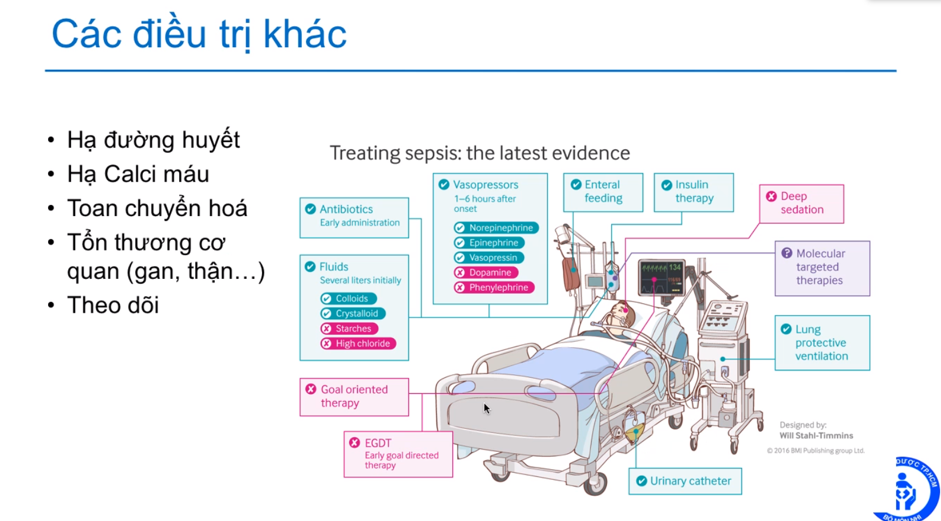 Các điều trị khác
• Hạ đường huyết
• Hạ Calci máu
• Toan chuyển hoá
• Tổn thương cơ
quan (gan, thận…)
• Theo dõi
Treating sepsis: the latest evidence
Antibiotics
Early administration
Fluids
Several liters initially
Colloids
Crystalloid
Starches
High chloride
Vasopressors
1–6 hours after
onset
Norepinephrine
Epinephrine
Vasopressin
Dopamine
Phenylephrine
Enteral
feeding
Insulin
therapy
Deep
sedation
? Molecular
targeted
therapies
134
Lung
protective
ventilation
Goal oriented
therapy
EGDT
Early goal directed
therapy
Urinary catheter
Designed by:
Will Stahl-Timmins
© 2016 BMJ Publishing group Ltd.
DƯỢC TPHCM